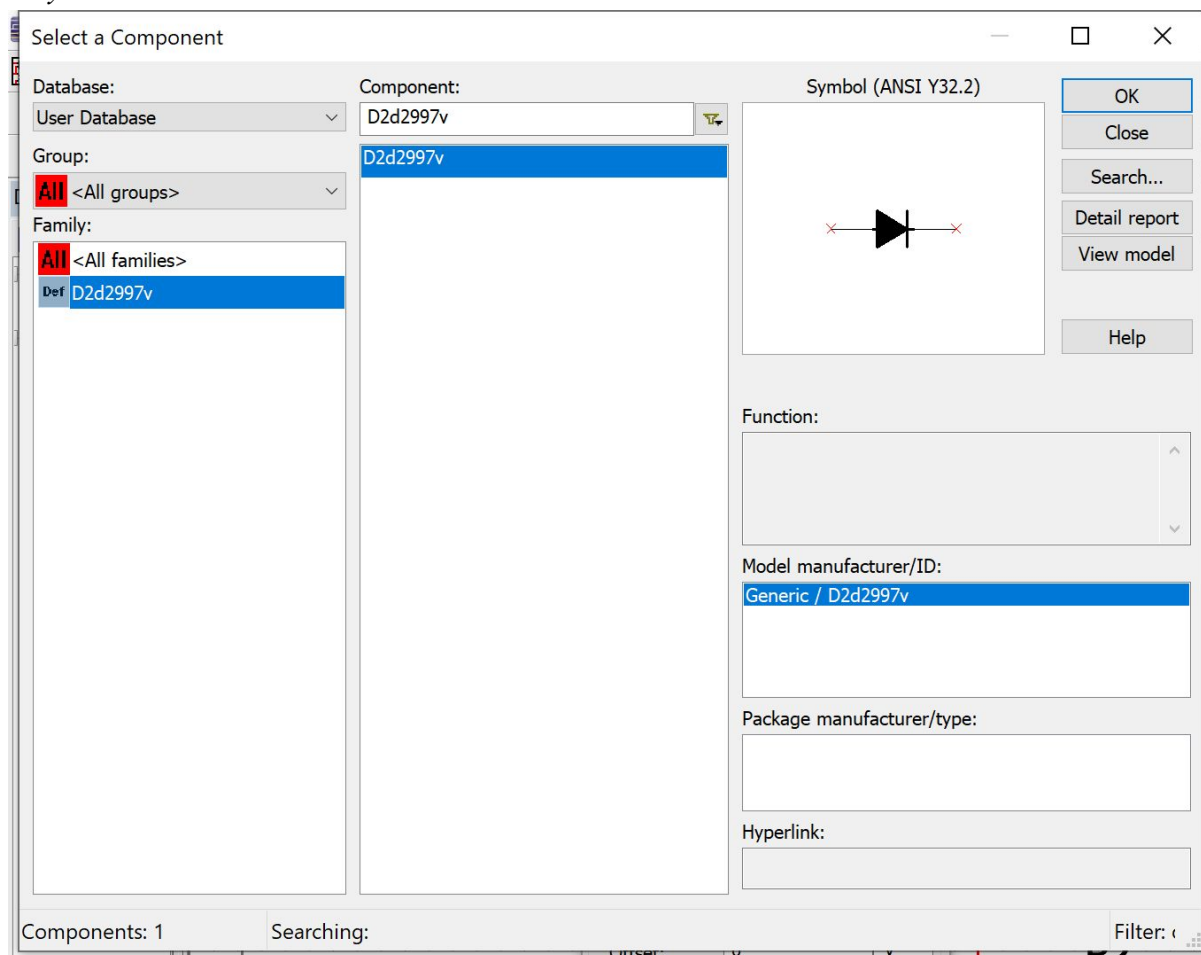 Select a Component
Database:
User Database
Group:
All <All groups>
Family:
All <All families>
Def D2d2997v
Component:
D2d2997v
D2d2997v
Symbol (ANSI Y32.2)
OK
Close
Search...
Detail report
View model
Help
Function:
Model manufacturer/ID:
Generic / D2d2997v
Package manufacturer/type:
Hyperlink:
Components: 1
Searching:
Filter: